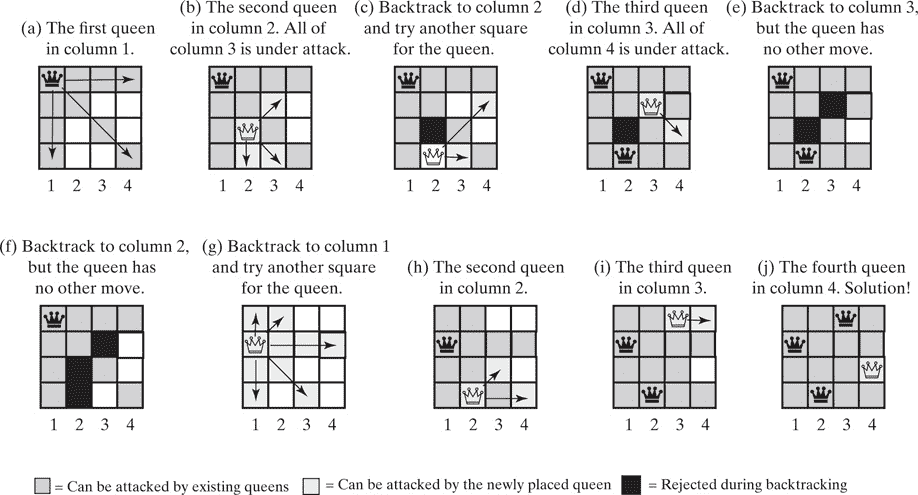 (a) The first queen
in column 1.
(b) The second queen
in column 2. All of
column 3 is under attack.
(c) Backtrack to column 2
and try another square
for the queen.
(d) The third queen
in column 3. All of
column 4 is under attack.
(e) Backtrack to column 3,
but the queen has
no other move.
1 2 3 4
1 2 3 4
1 2 3 4
1 2 3 4
1 2 3 4
(f) Backtrack to column 2,
but the queen has
no other move.
(g) Backtrack to column 1
and try another square
for the queen.
(h) The second queen
in column 2.
(i) The third queen
in column 3.
(j) The fourth queen
in column 4. Solution!
1 2 3 4
1 2 3 4
1 2 3 4
1 2 3 4
1 2 3 4
= Can be attacked by existing queens
= Can be attacked by the newly placed queen
= Rejected during backtracking